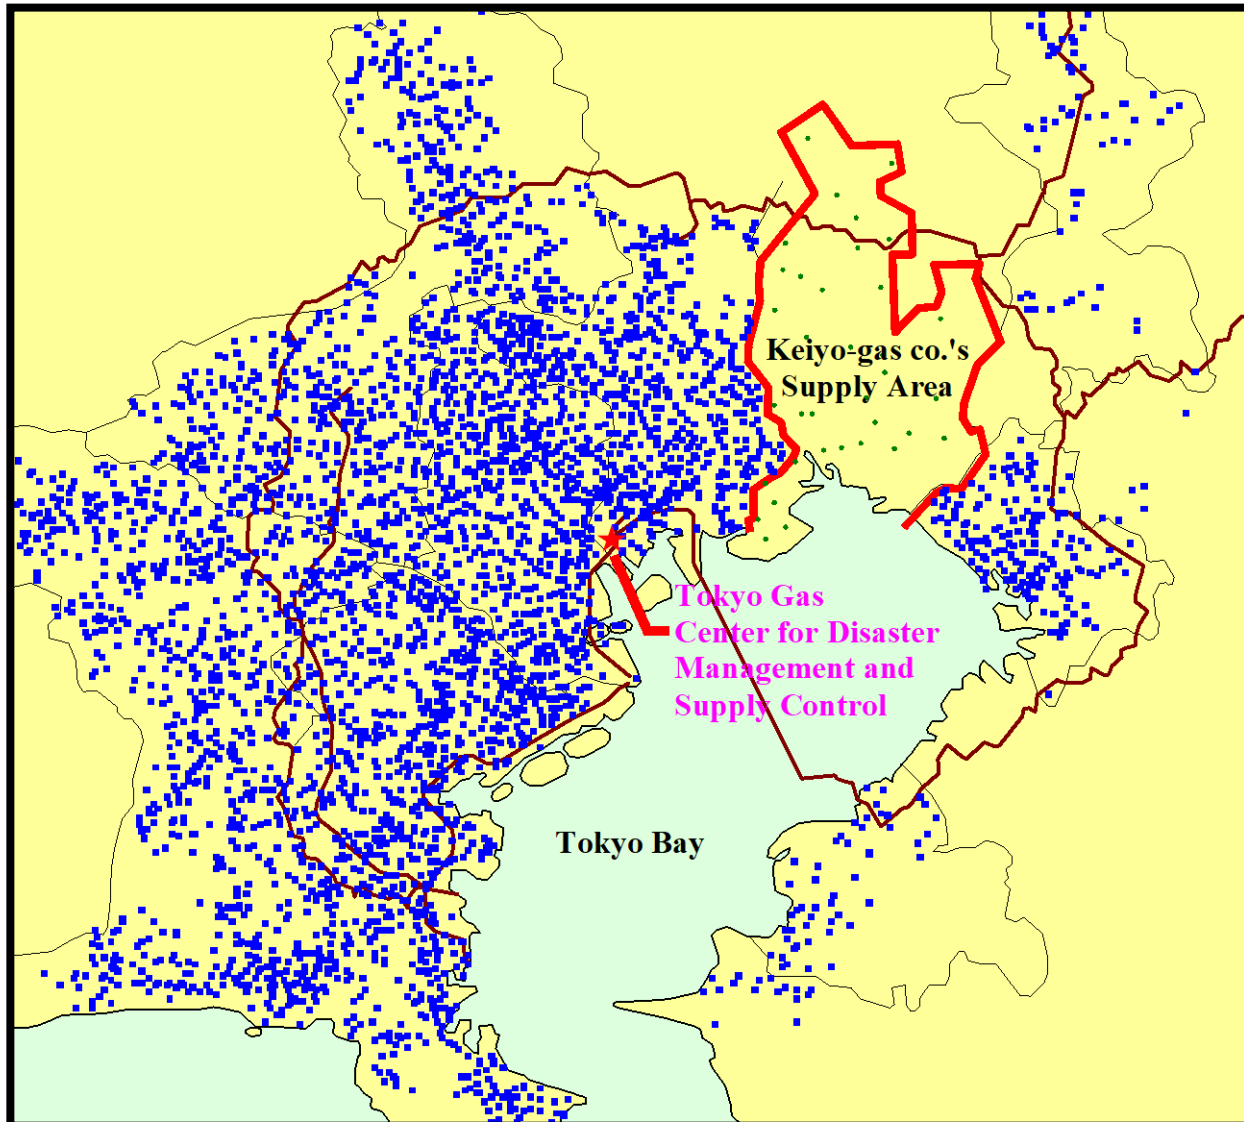 Keiyo-gas co.'s
Supply Area
Tokyo Gas
Center for Disaster
Management and
Supply Control
Tokyo Bay